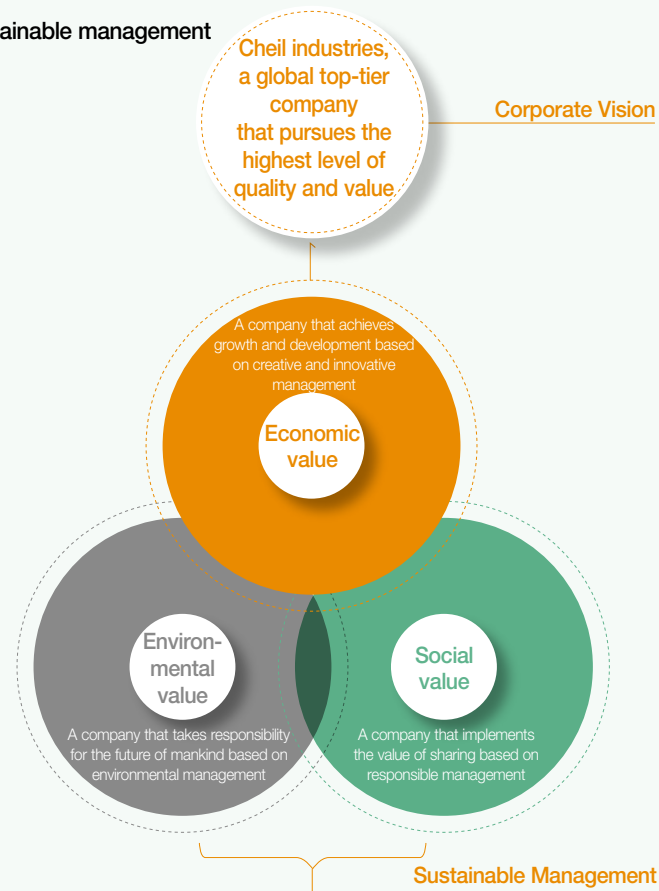 ainable management
Cheil industries,
a global top-tier
company
that pursues the
highest level of
quality and value
Corporate Vision
A company that achieves
growth and development based
on creative and innovative
management
Economic
value
Environ-
mental
value
A company that takes responsibility
for the future of mankind based on
environmental management
Social
value
A company that implements
the value of sharing based on
responsible management
Sustainable Management